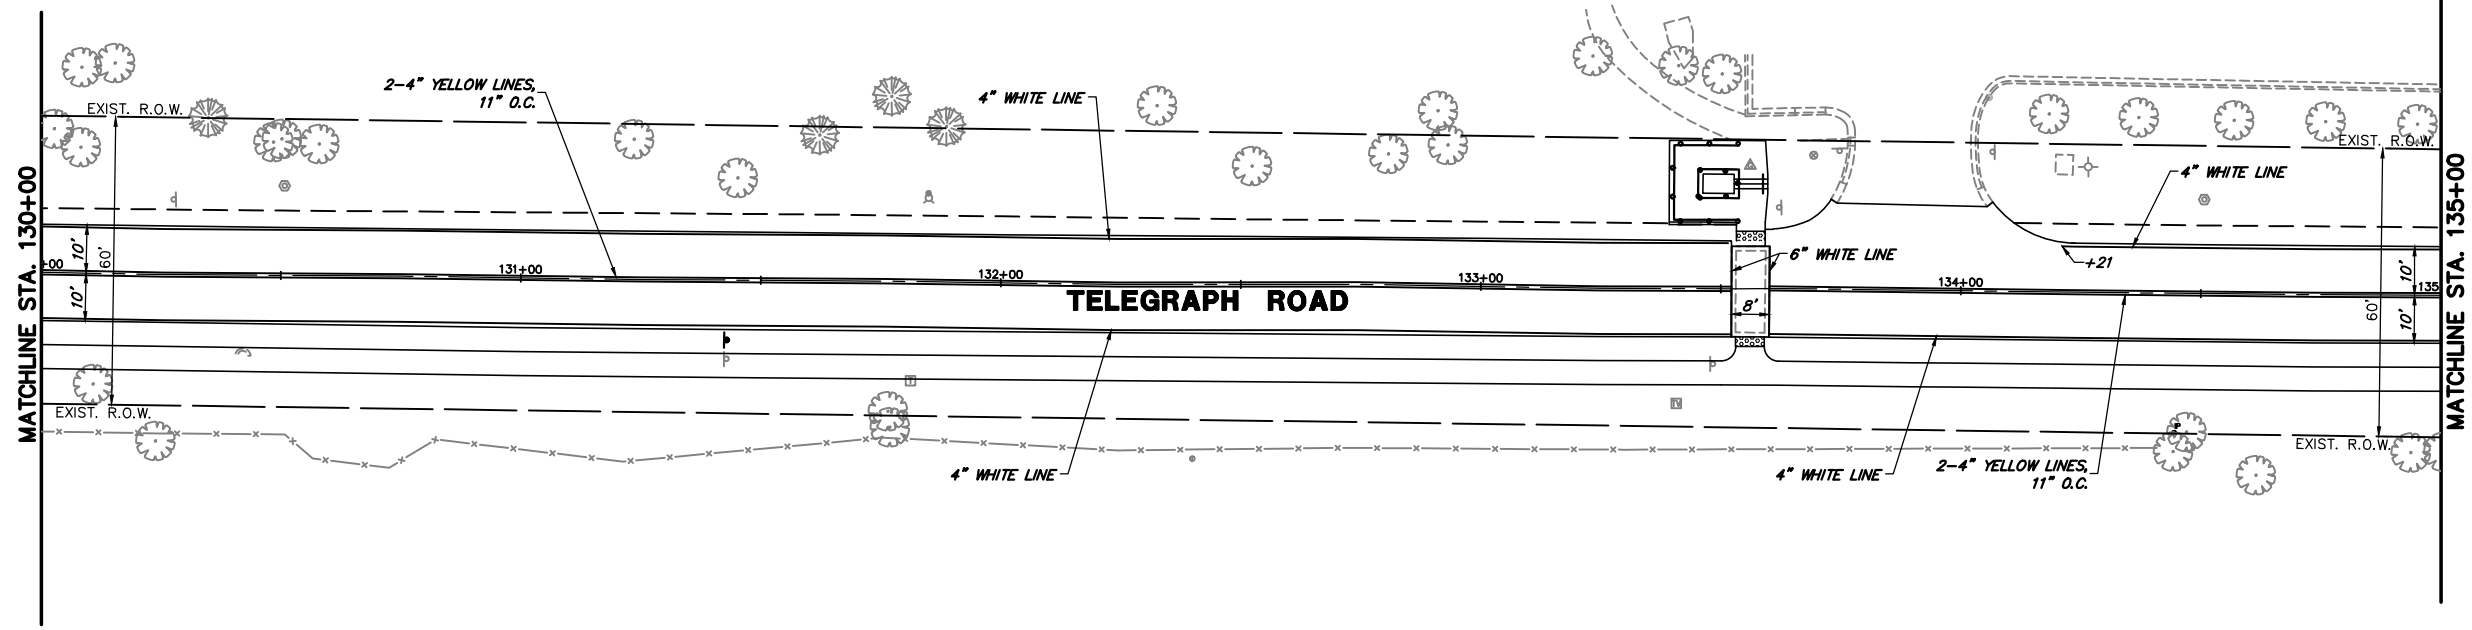 MATCHLINE STA. 130+00
EXIST. R.O.W.
2-4" YELLOW LINES,
11" O.C.
4" WHITE LINE
EXIST. R.O.W.
4" WHITE LINE
10'
60'
10'
+00
131+00
132+00
133+00
134+00
135
TELEGRAPH ROAD
6" WHITE LINE
8'
+21
10'
60'
10'
EXIST. R.O.W.
4" WHITE LINE
4" WHITE LINE
2-4" YELLOW LINES,
11" O.C.
EXIST. R.O.W.
MATCHLINE STA. 135+00